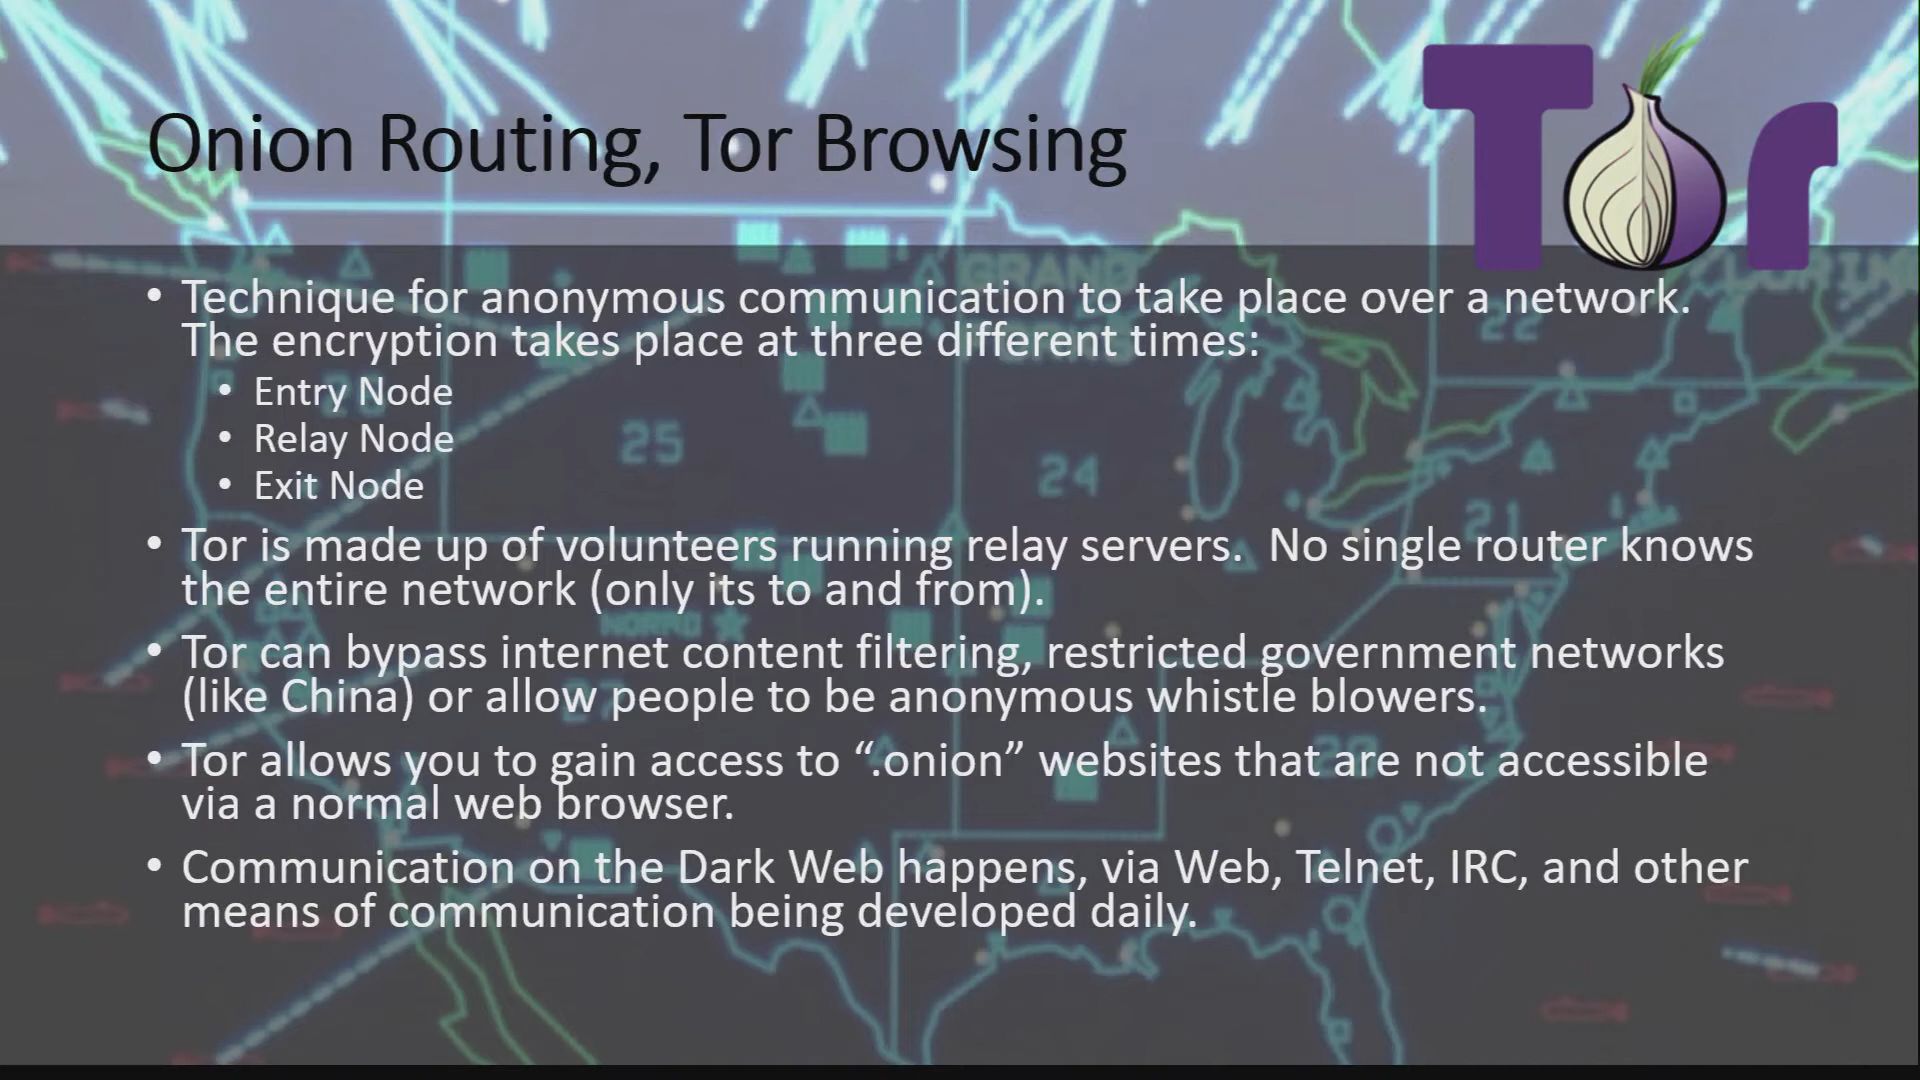 Onion Routing, Tor Browsing
Tor
• Technique for anonymous communication to take place over a network.
The encryption takes place at three different times:
• Entry Node
• Relay Node
• Exit Node
• Tor is made up of volunteers running relay servers.  No single router knows
the entire network (only its to and from).
• Tor can bypass internet content filtering, restricted government networks
(like China) or allow people to be anonymous whistle blowers.
• Tor allows you to gain access to “.onion” websites that are not accessible
via a normal web browser.
• Communication on the Dark Web happens, via Web, Telnet, IRC, and other
means of communication being developed daily.
GRAND
22
25
24
21